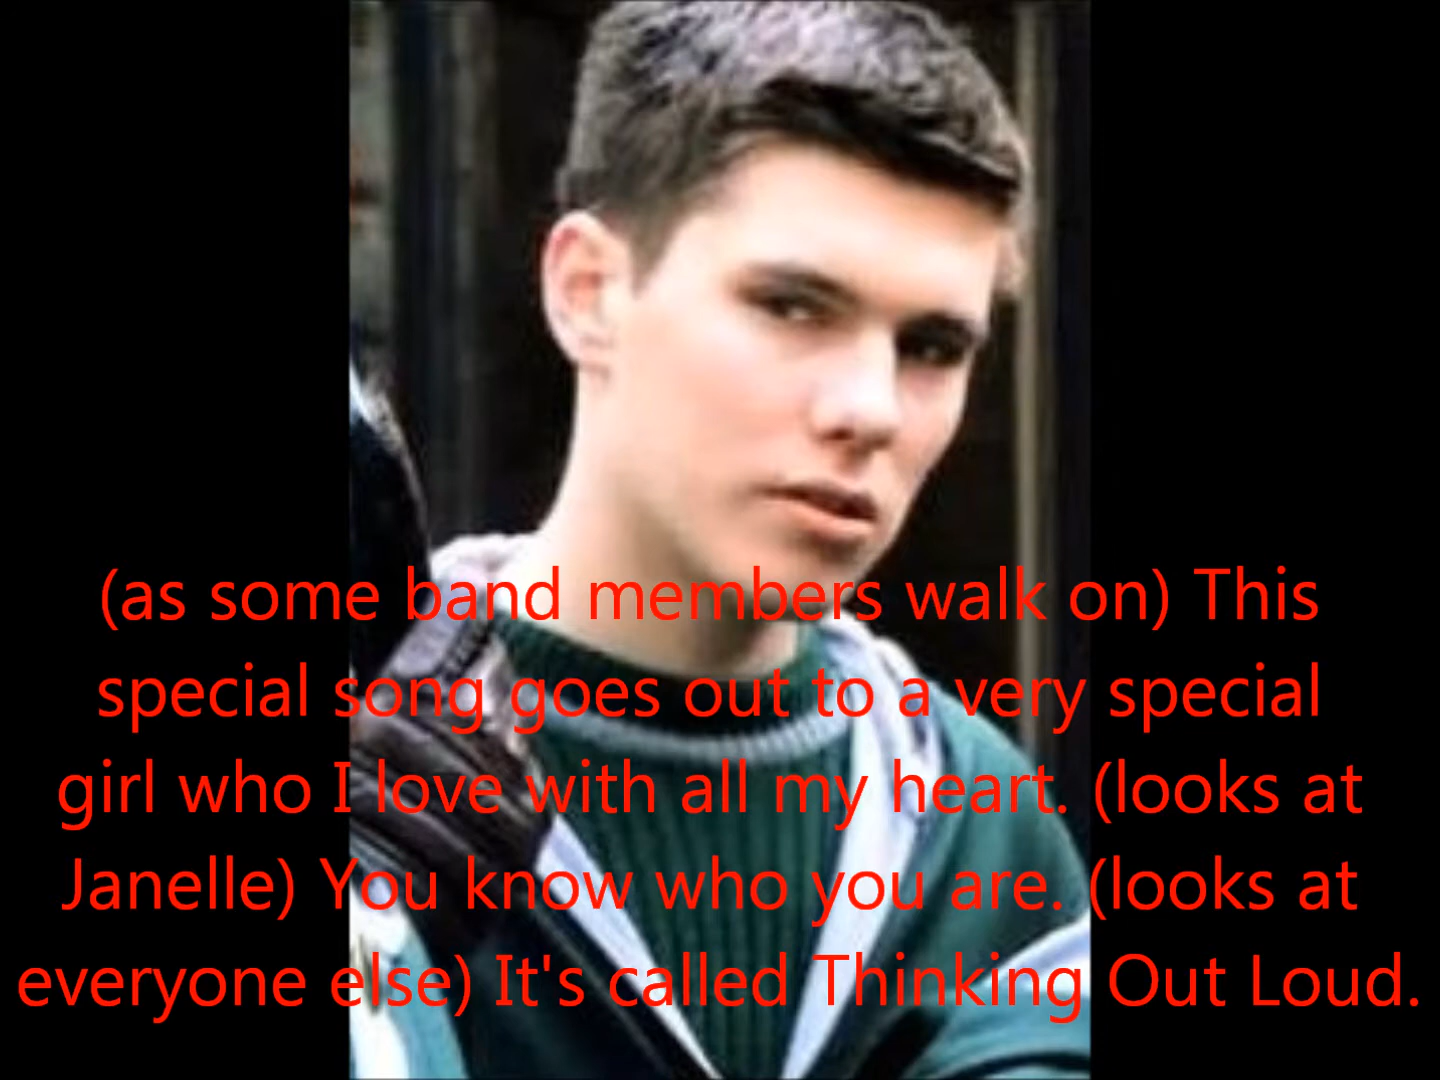 (as some band members walk on) This
special song goes out to a very special
girl who I love with all my heart. (looks at
Janelle) You know who you are. (looks at
everyone else) It's called Thinking Out Loud.